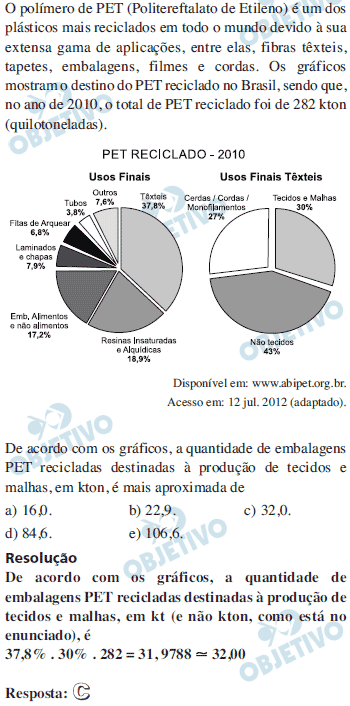 O polímero de PET (Politereftalato de Etileno) é um dos
plásticos mais reciclados em todo o mundo devido à sua
extensa gama de aplicações, entre elas, fibras têxteis,
tapetes, embalagens, filmes e cordas. Os gráficos
mostram o destino do PET reciclado no Brasil, sendo que,
no ano de 2010, o total de PET reciclado foi de 282 kton
(quilotoneladas).
PET RECICLADO - 2010
Usos Finais
Outros
7,6%
Têxteis
37,8%
Tubos
3,8%
Fitas de Arquear
6,8%
Laminados
e chapas
7,9%
Emb, Alimentos
e não alimentos
17,2%
Resinas Insaturadas
e Alquídicas
18,9%
Usos Finais Têxteis
Cerdas / Cordas /
Monofilamentos
27%
Tecidos e Malhas
30%
Não tecidos
43%
Disponível em: www.abipet.org.br.
Acesso em: 12 jul. 2012 (adaptado).
De acordo com os gráficos, a quantidade de embalagens
PET recicladas destinadas à produção de tecidos e
malhas, em kton, é mais aproximada de
a) 16,0. b) 22,9. c) 32,0.
d) 84,6. e) 106,6.
Resolução
De acordo com os gráficos, a quantidade de
embalagens PET recicladas destinadas à produção de
tecidos e malhas, em kt (e não kton, como está no
enunciado), é
37,8% . 30% . 282 = 31,9788 ≃ 32,00
Resposta: C
OBJETIVO
OBJETIVO
OBJETIVO
OBJETIVO
OBJETIVO
OBJETIVO
OBJETIVO